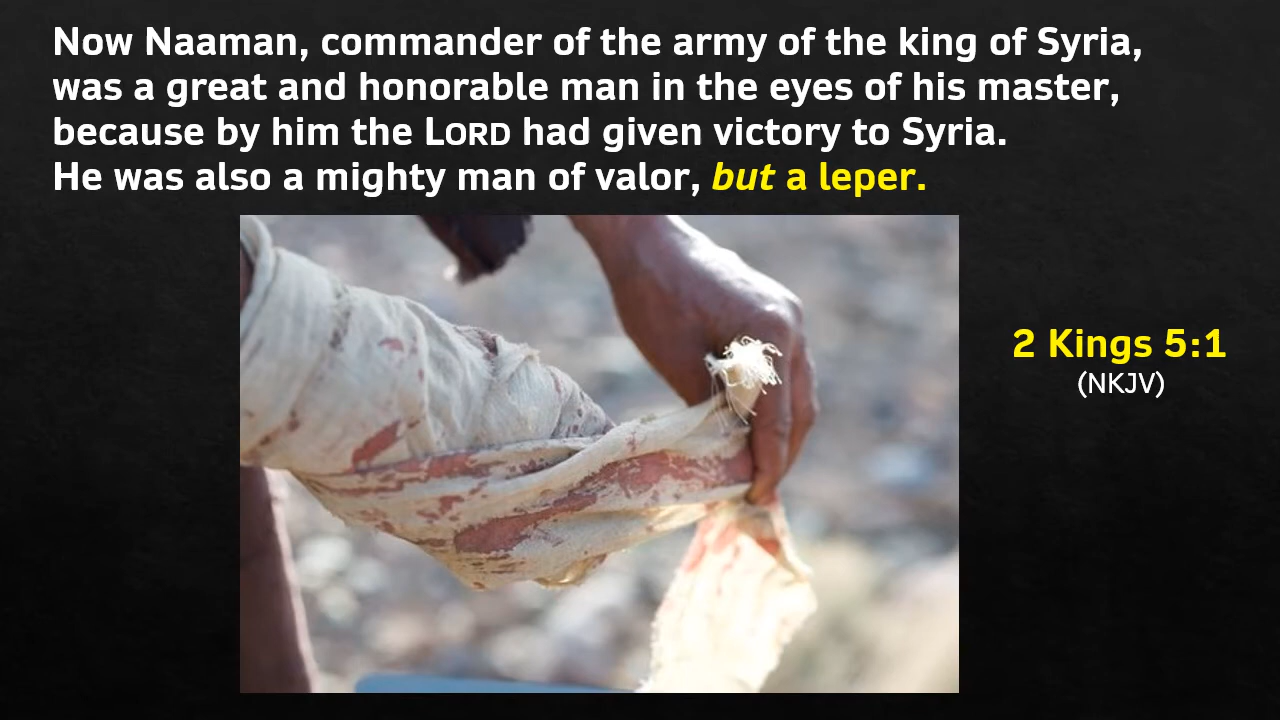 Now Naaman, commander of the army of the king of Syria,
was a great and honorable man in the eyes of his master,
because by him the LORD had given victory to Syria.
He was also a mighty man of valor, but a leper.
2 Kings 5:1
(NKJV)